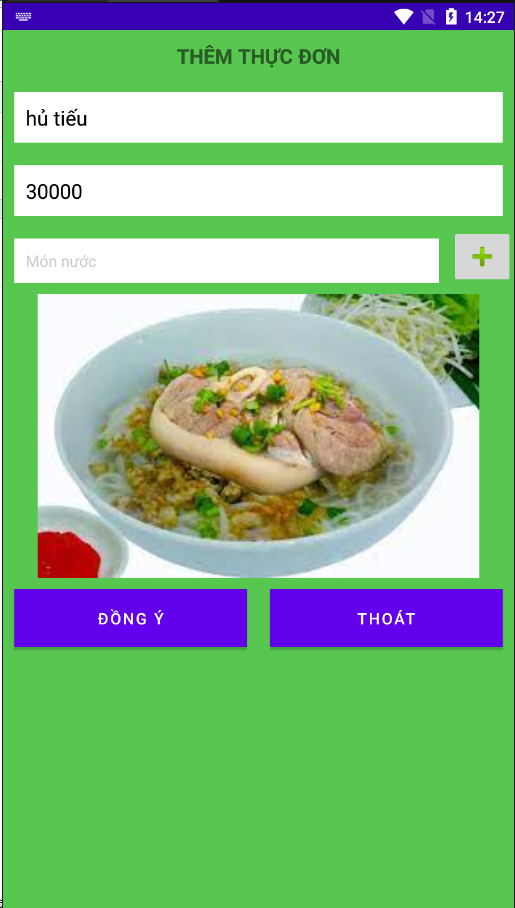 14:27
THÊM THỰC ĐƠN
hủ tiếu
30000
Món nước
ĐỒNG Ý
THOÁT